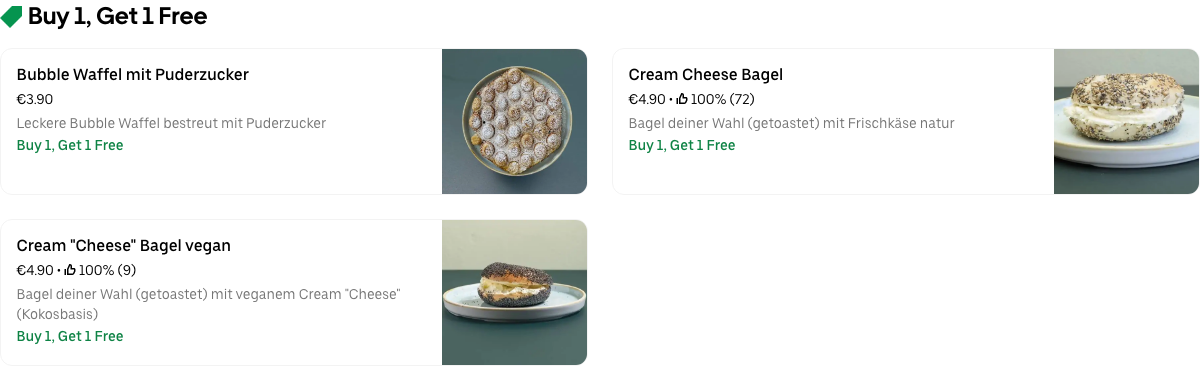 Buy 1, Get 1 Free
Bubble Waffel mit Puderzucker
€3.90
Leckere Bubble Waffel bestreut mit Puderzucker
Buy 1, Get 1 Free
Cream Cheese Bagel
€4.90 • 100% (72)
Bagel deiner Wahl (getoastet) mit Frischkäse natur
Buy 1, Get 1 Free
Cream "Cheese" Bagel vegan
€4.90 • 100% (9)
Bagel deiner Wahl (getoastet) mit veganem Cream "Cheese"
(Kokosbasis)
Buy 1, Get 1 Free